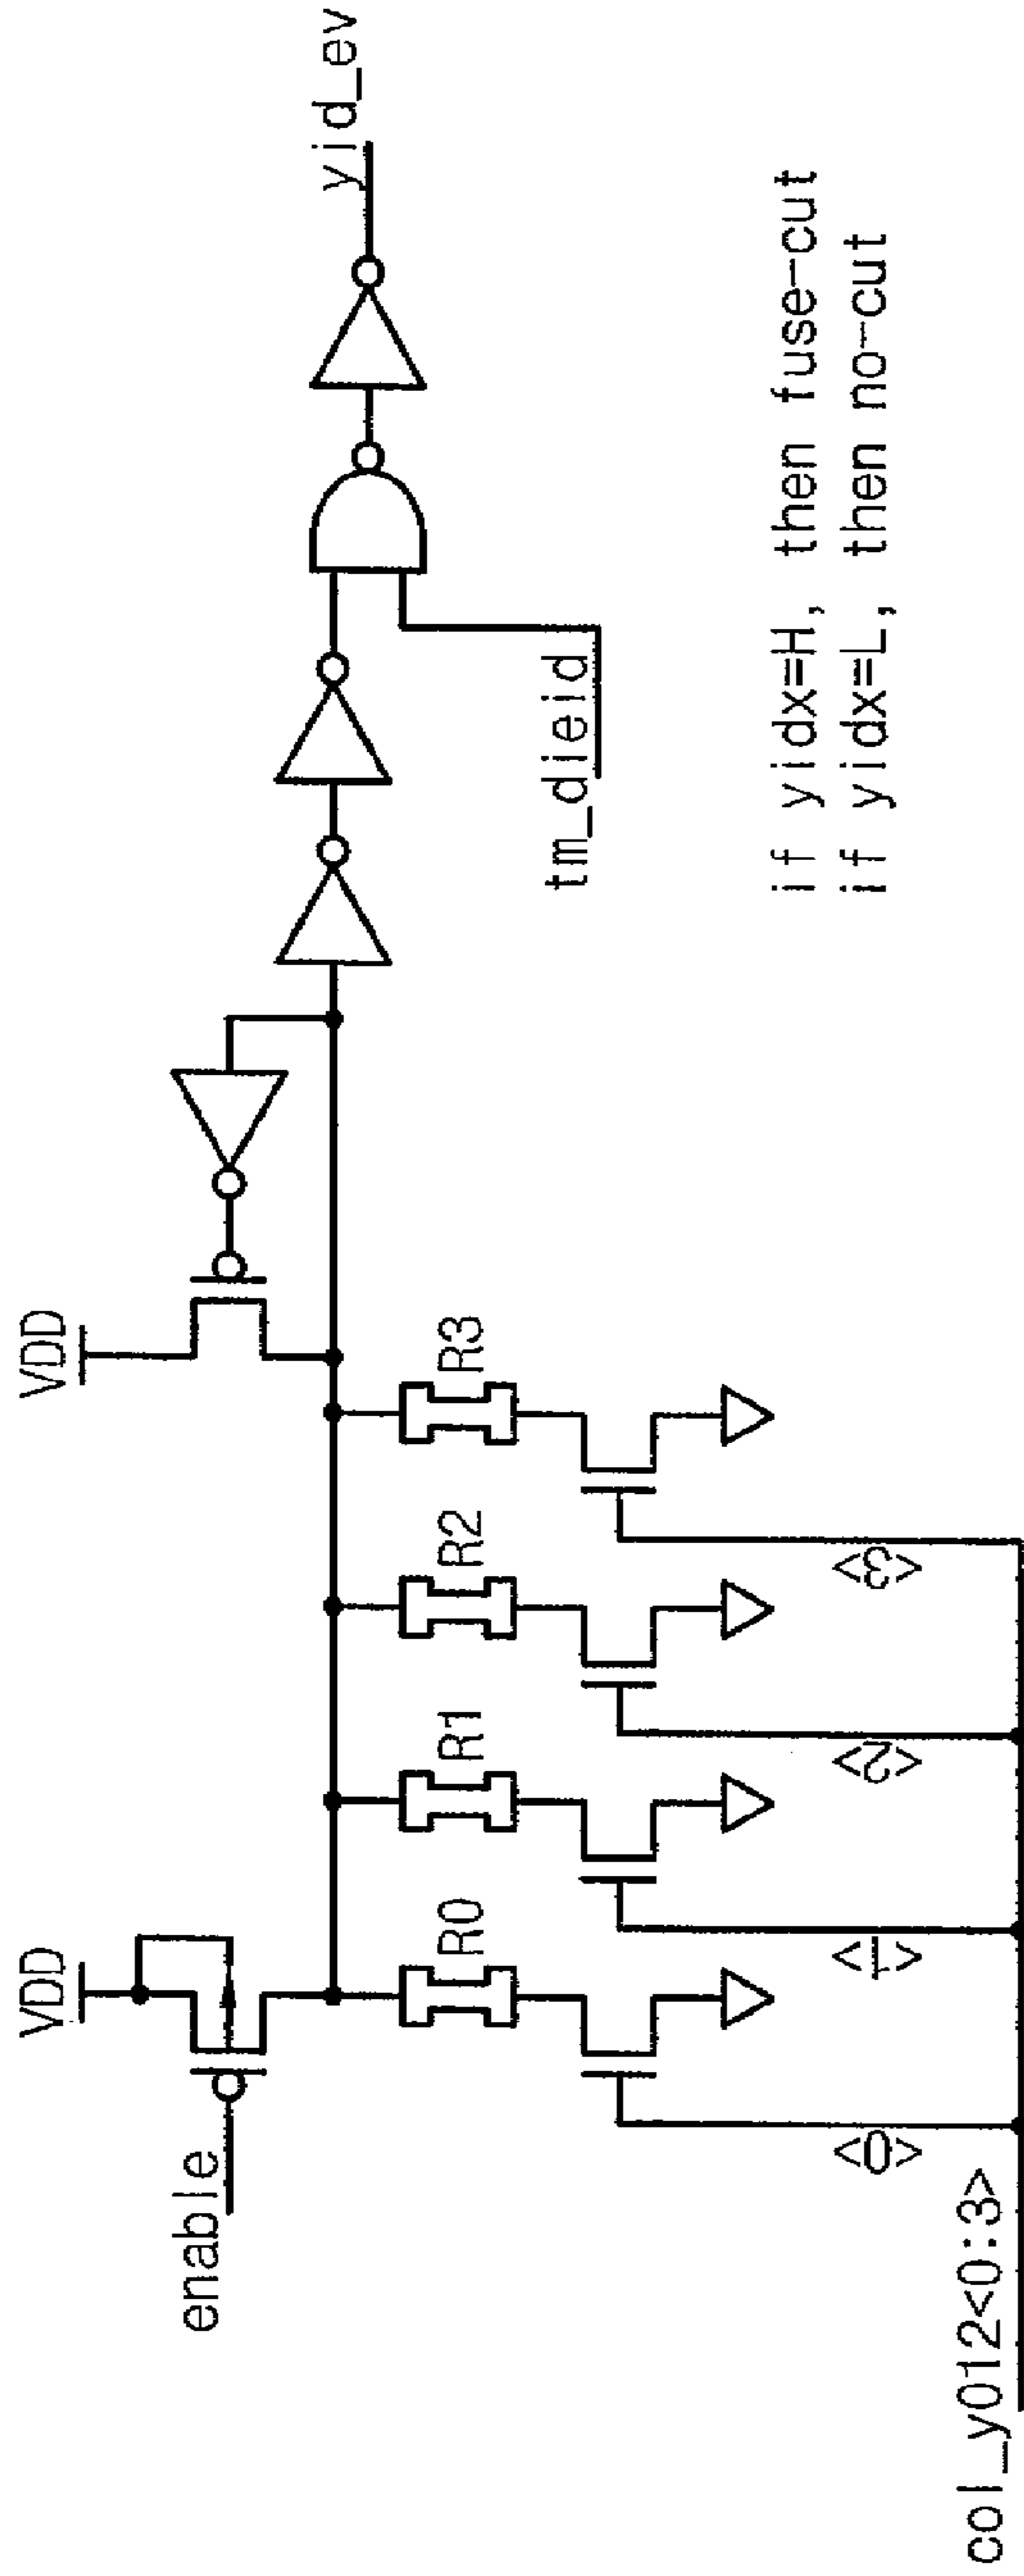 VDD
VDD
enable
yid_ev
R0
R1
R2
R3
tm_dieid
<0>
<1>
<2>
<3>
col_y012<0:3>
if yidx=H, then fuse-cut
if yidx=L, then no-cut